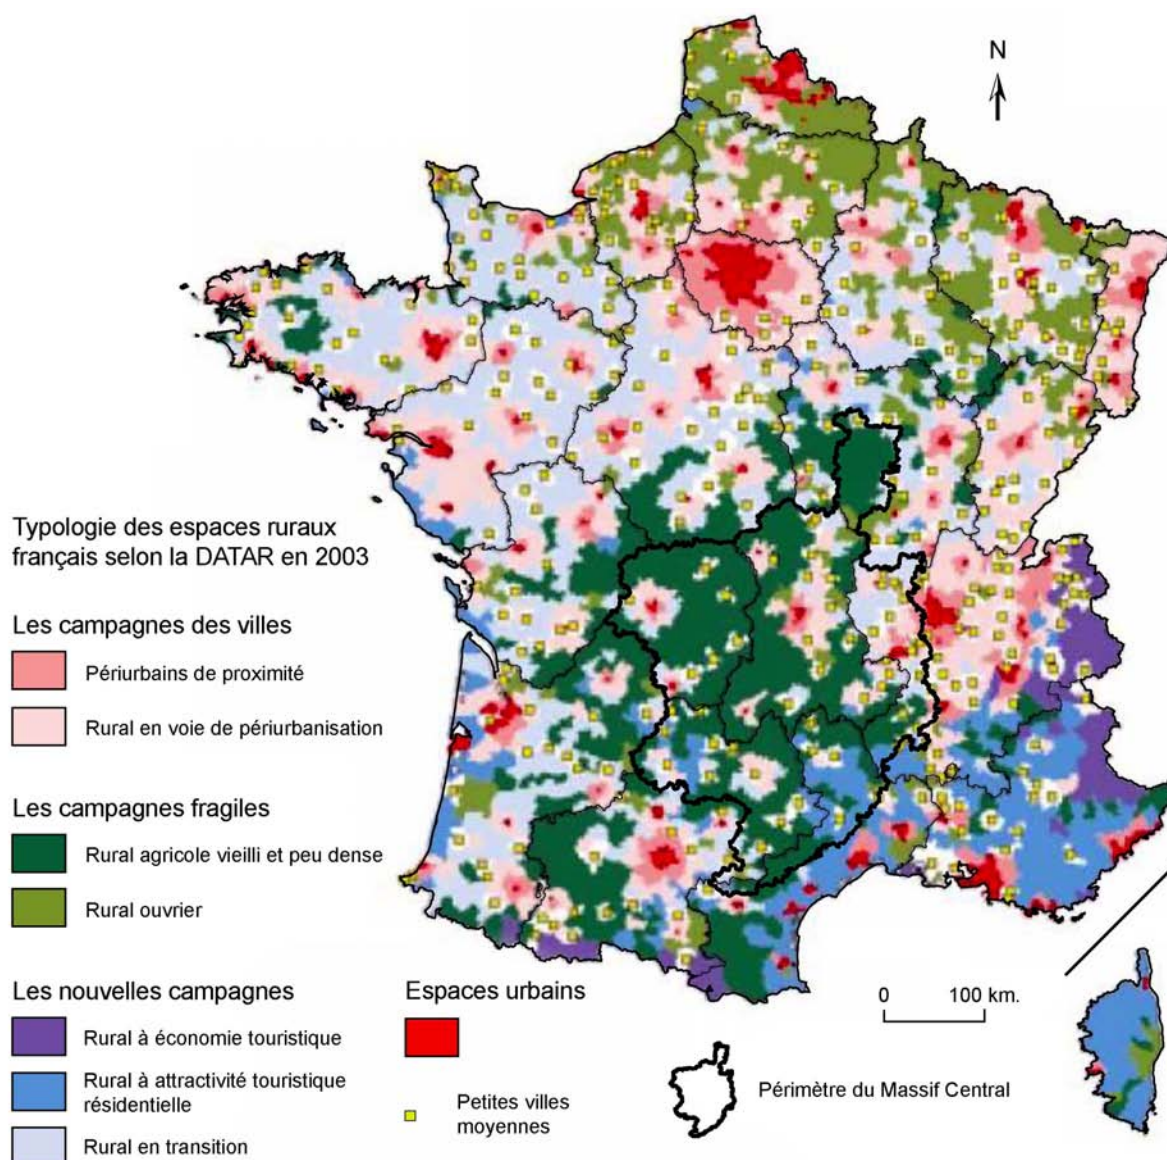 N
Typologie des espaces ruraux
français selon la DATAR en 2003
Les campagnes des villes
Périurbains de proximité
Rural en voie de périurbanisation
Les campagnes fragiles
Rural agricole vieilli et peu dense
Rural ouvrier
Les nouvelles campagnes
Rural à économie touristique
Rural à attractivité touristique
résidentielle
Rural en transition
Espaces urbains
Petites villes
moyennes
0 100 km.
Périmètre du Massif Central